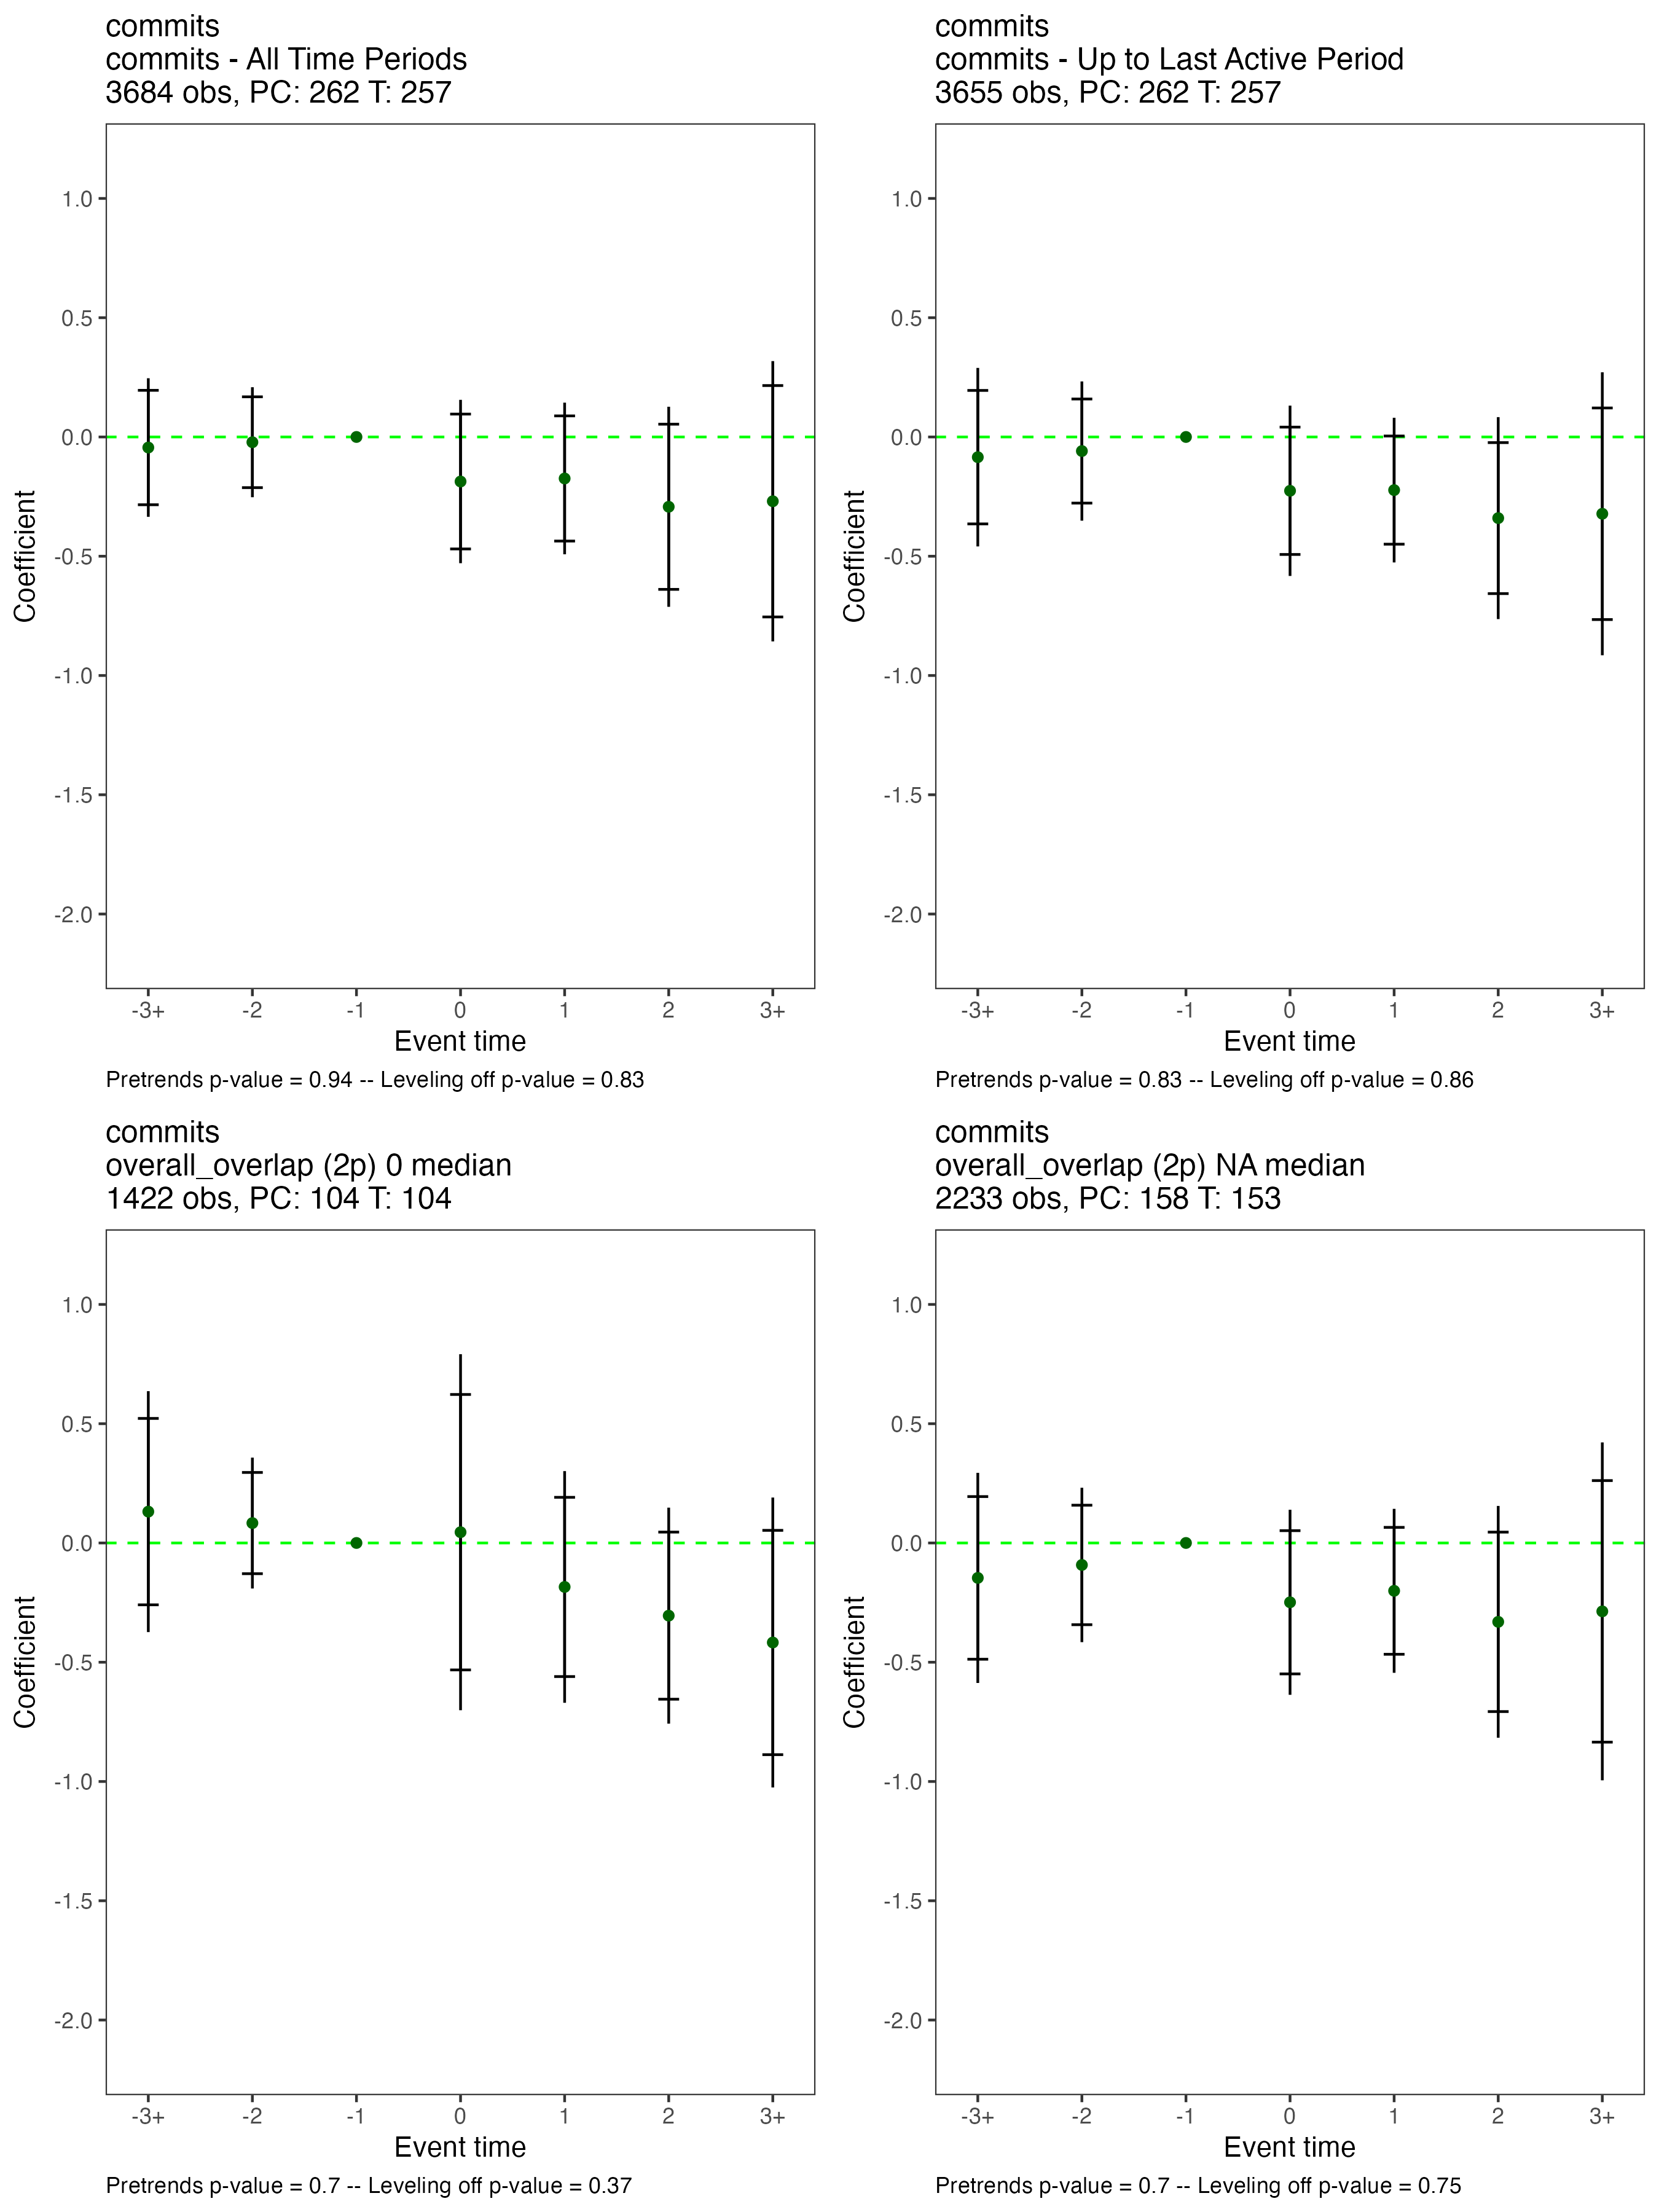 commits
commits - All Time Periods
3684 obs, PC: 262 T: 257
Coefficient
1.0
0.5
0.0
-0.5
-1.0
-1.5
-2.0
-3+ -2 -1 0 1 2 3+
Event time
Pretrends p-value = 0.94 -- Leveling off p-value = 0.83
commits
commits - Up to Last Active Period
3655 obs, PC: 262 T: 257
Coefficient
1.0
0.5
0.0
-0.5
-1.0
-1.5
-2.0
-3+ -2 -1 0 1 2 3+
Event time
Pretrends p-value = 0.83 -- Leveling off p-value = 0.86
commits
overall_overlap (2p) 0 median
1422 obs, PC: 104 T: 104
Coefficient
1.0
0.5
0.0
-0.5
-1.0
-1.5
-2.0
-3+ -2 -1 0 1 2 3+
Event time
Pretrends p-value = 0.7 -- Leveling off p-value = 0.37
commits
overall_overlap (2p) NA median
2233 obs, PC: 158 T: 153
Coefficient
1.0
0.5
0.0
-0.5
-1.0
-1.5
-2.0
-3+ -2 -1 0 1 2 3+
Event time
Pretrends p-value = 0.7 -- Leveling off p-value = 0.75